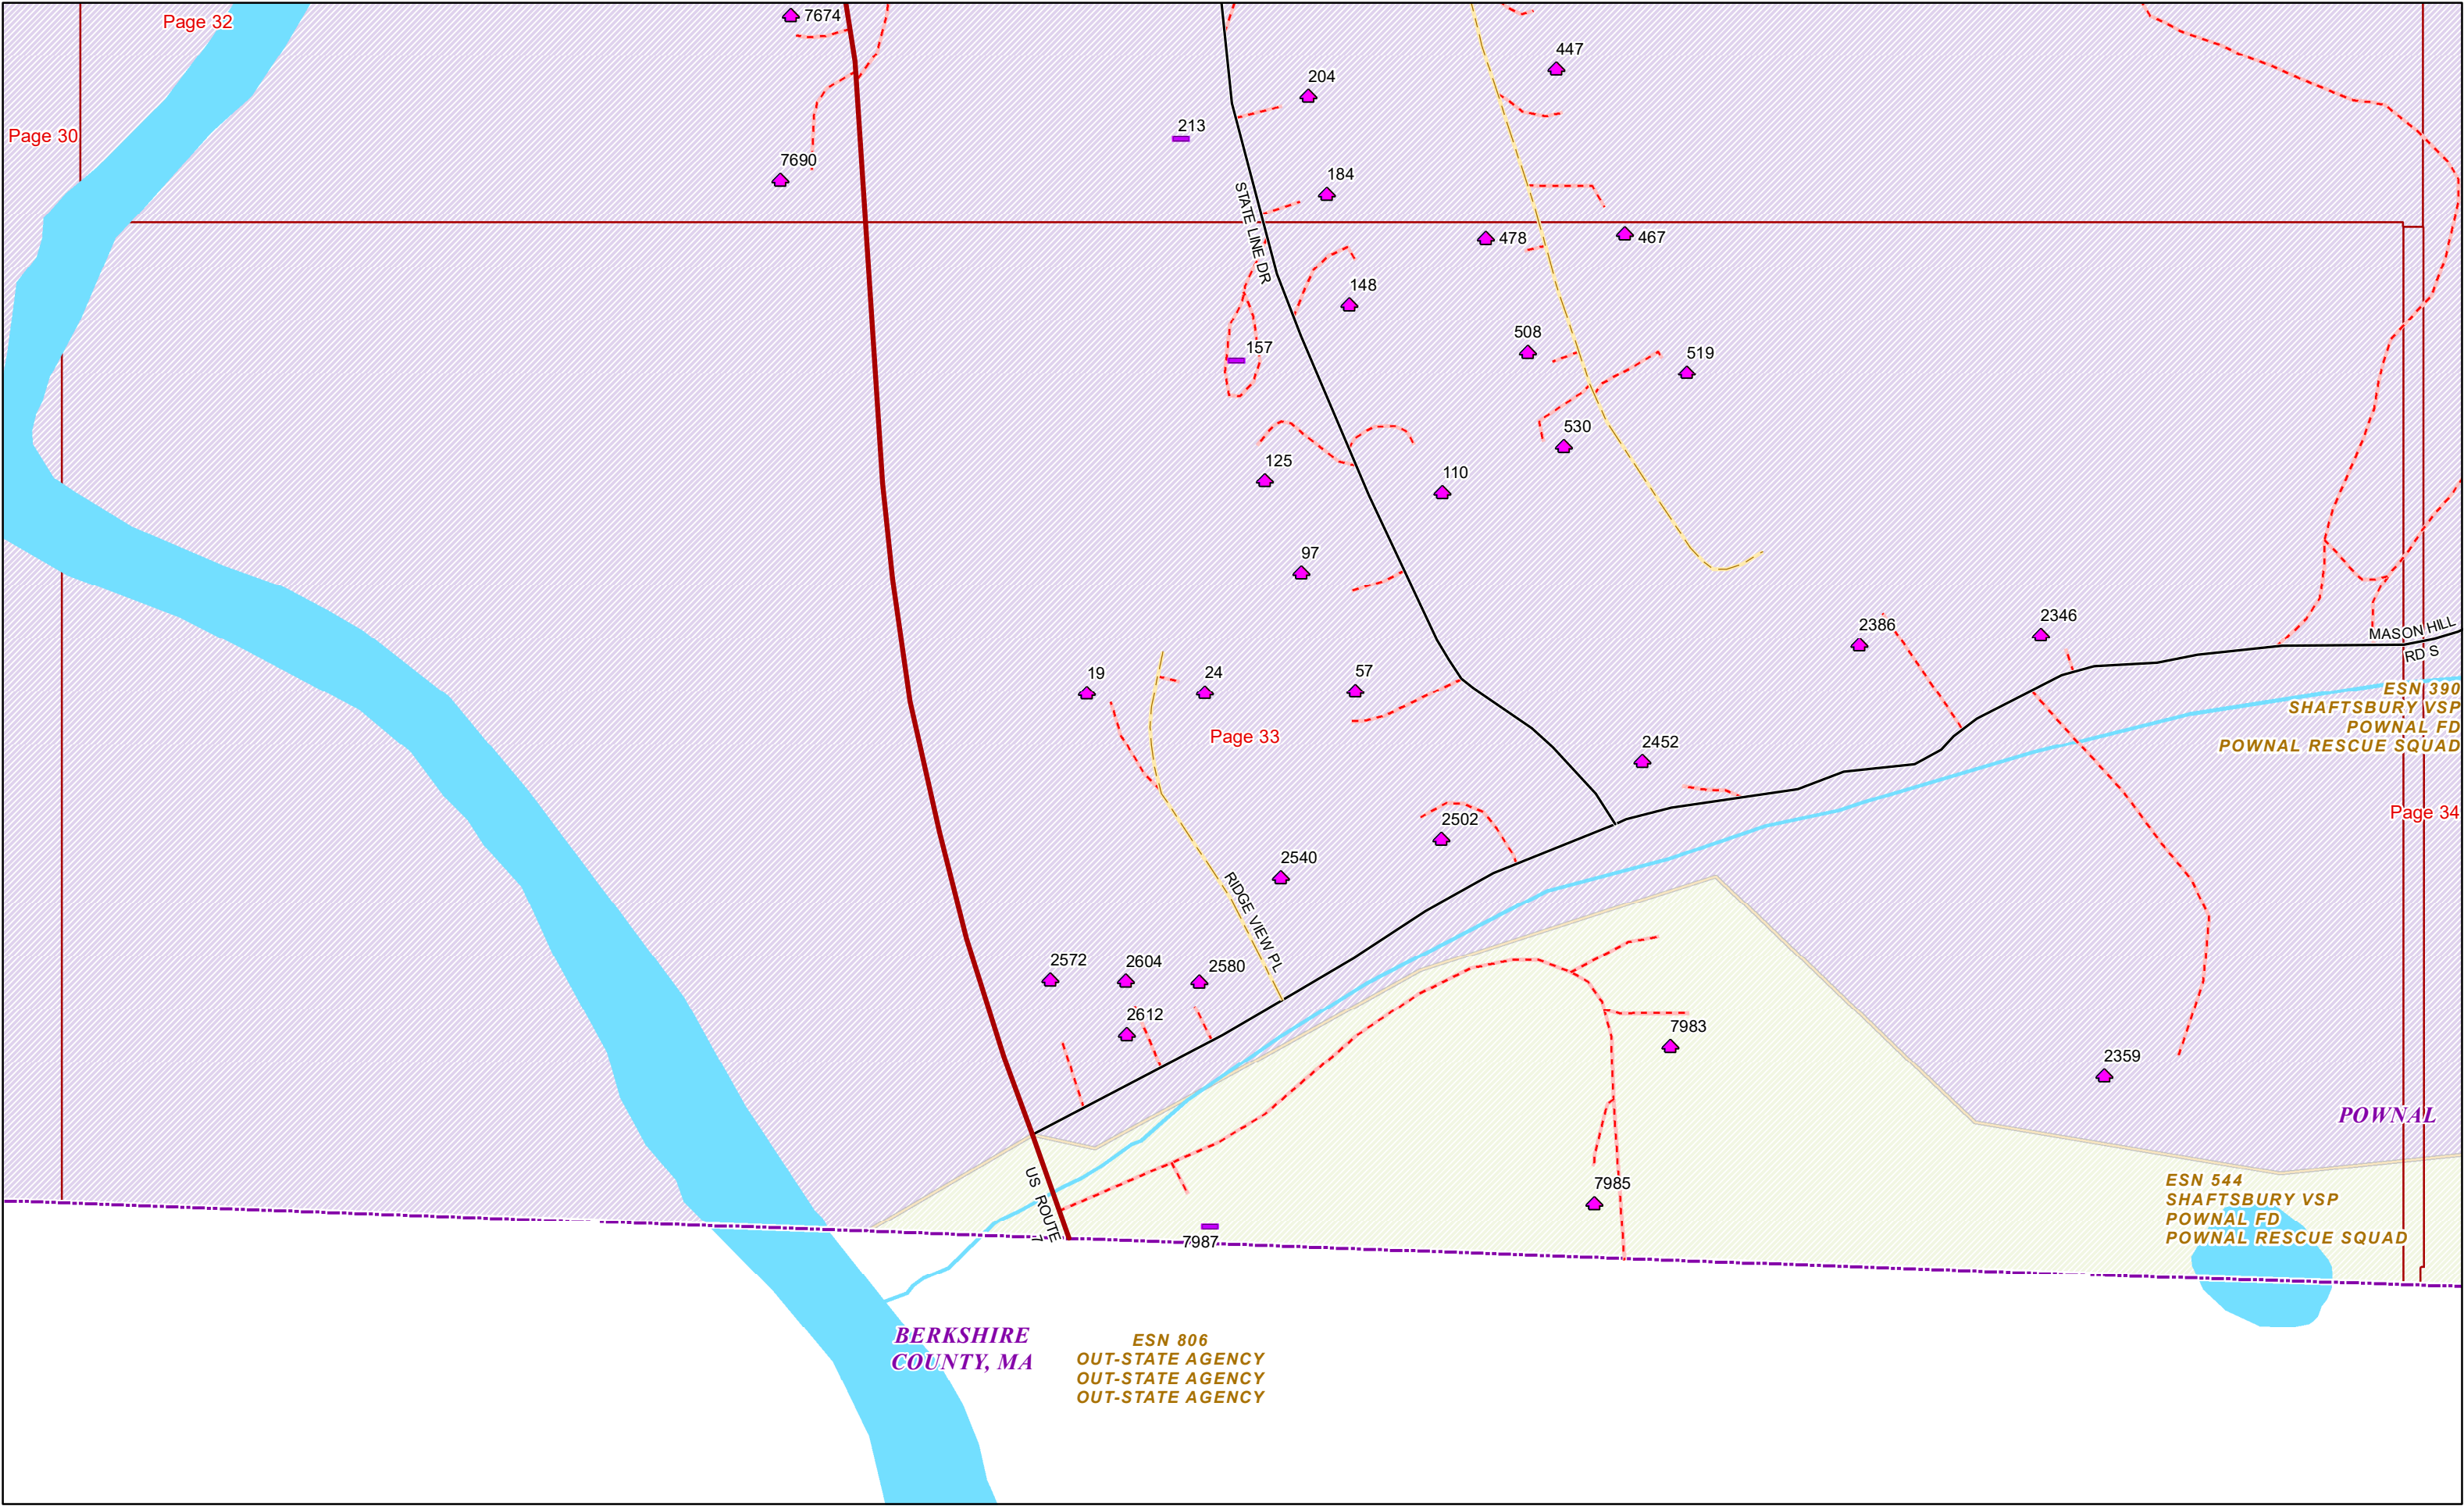 Page 32
7674
447
204
213
Page 30
7690
184
STATE LINE DR
478
467
148
508
157
519
530
125
110
97
2386
2346
MASON HILL
RD S
19
24
57
ESN 390
SHAFTSBURY VSP
POWNAL FD
POWNAL RESCUE SQUAD
Page 33
2452
Page 34
2502
2540
RIDGE VIEW PL
2572
2604
2580
2612
7983
2359
POWNAL
US ROUTE
7
7985
ESN 544
SHAFTSBURY VSP
POWNAL FD
POWNAL RESCUE SQUAD
7987
BERKSHIRE
COUNTY, MA
ESN 806
OUT-STATE AGENCY
OUT-STATE AGENCY
OUT-STATE AGENCY